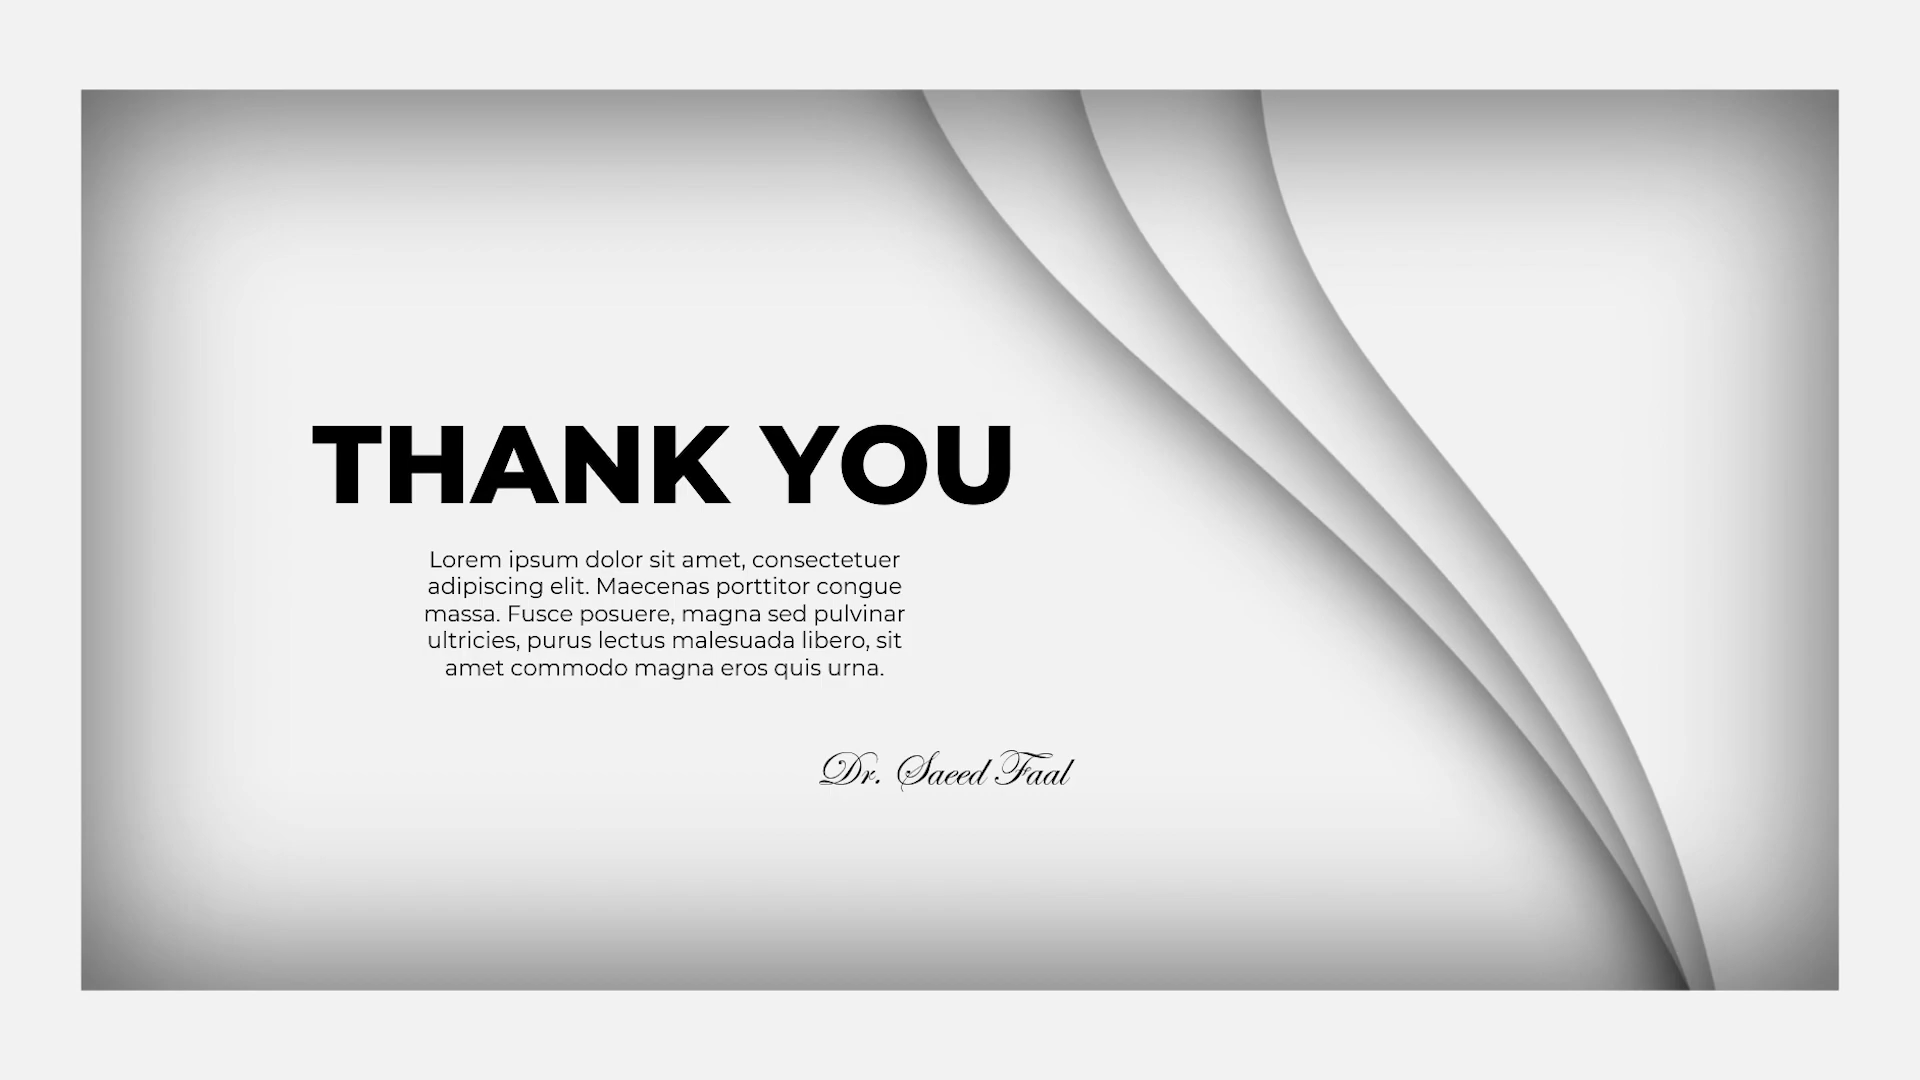 THANK YOU
Lorem ipsum dolor sit amet, consectetuer
adipiscing elit. Maecenas porttitor congue
massa. Fusce posuere, magna sed pulvinar
ultricies, purus lectus malesuada libero, sit
amet commodo magna eros quis urna.
Dr. Saeed Faal